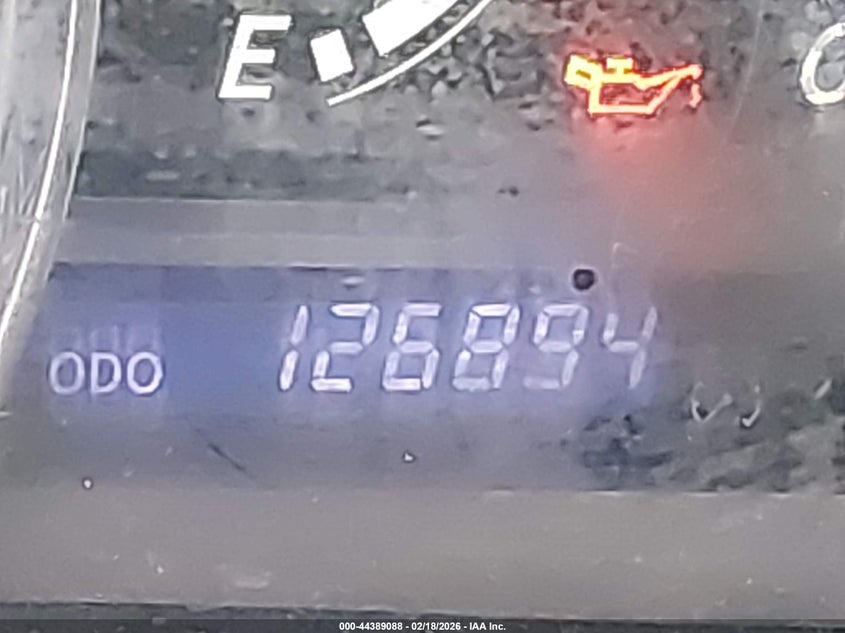 E
ODO 126894
000-44389088 - 02/18/2026 - IAA Inc.